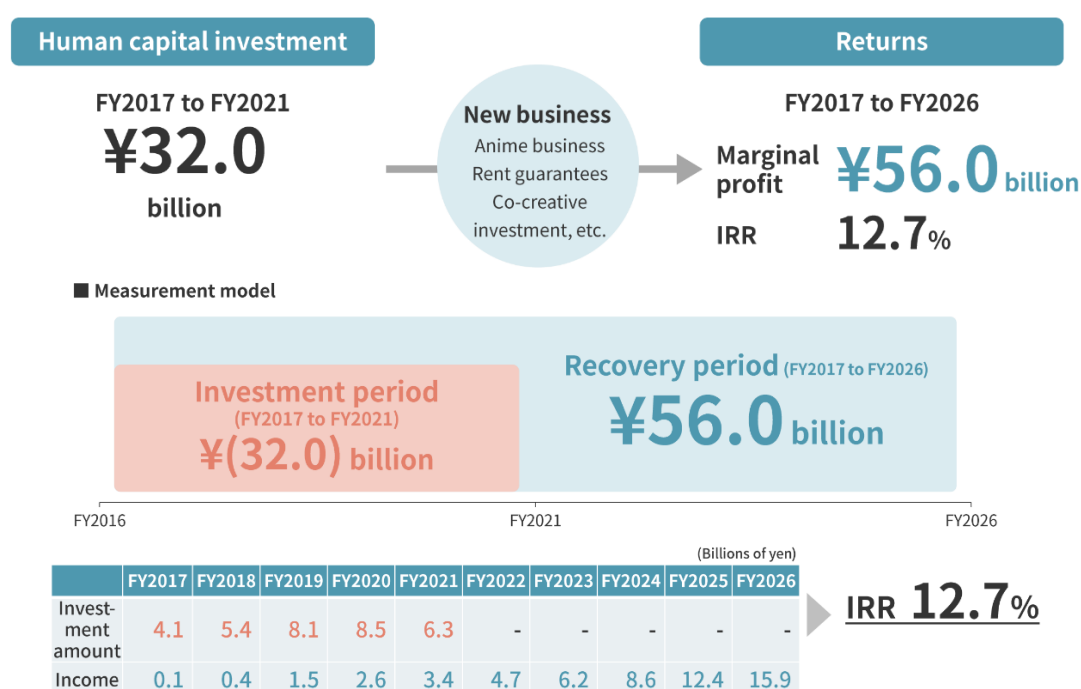 Human capital investment
Returns
FY2017 to FY2021
¥32.0
billion
New business
Anime business
Rent guarantees
Co-creative
investment, etc.
FY2017 to FY2026
Marginal
profit
¥56.0 billion
IRR
12.7%
■ Measurement model
Investment period
(FY2017 to FY2021)
¥(32.0) billion
Recovery period (FY2017 to FY2026)
¥56.0 billion
FY2016 FY2021 FY2026
(Billions of yen)
FY2017 FY2018 FY2019 FY2020 FY2021 FY2022 FY2023 FY2024 FY2025 FY2026
Invest-
ment
amount
4.1 5.4 8.1 8.5 6.3 - - - - -
Income 0.1 0.4 1.5 2.6 3.4 4.7 6.2 8.6 12.4 15.9
IRR 12.7%